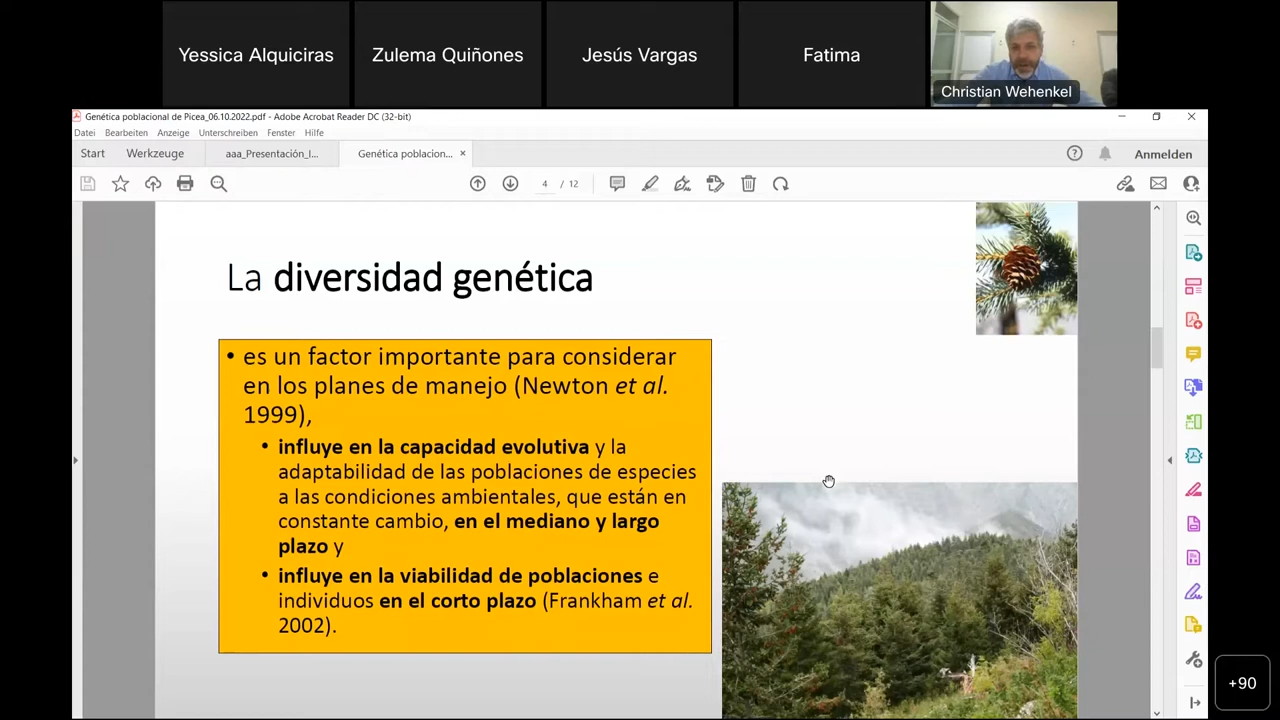 Yessica Alquiciras
Zulema Quiñones
Jesús Vargas
Fatima
Christian Wehenkel
Genética poblacional de Picea_06.10.2022.pdf - Adobe Acrobat Reader DC (32-bit)
Datei Bearbeiten Anzeige Unterschreiben Fenster Hilfe
Start Werkzeuge aaa_Presentación_I... Genética poblacion... × Anmelden
4 / 12
La diversidad genética
• es un factor importante para considerar
en los planes de manejo (Newton et al.
1999),
• influye en la capacidad evolutiva y la
adaptabilidad de las poblaciones de especies
a las condiciones ambientales, que están en
constante cambio, en el mediano y largo
plazo y
• influye en la viabilidad de poblaciones e
individuos en el corto plazo (Frankham et al.
2002).
+90